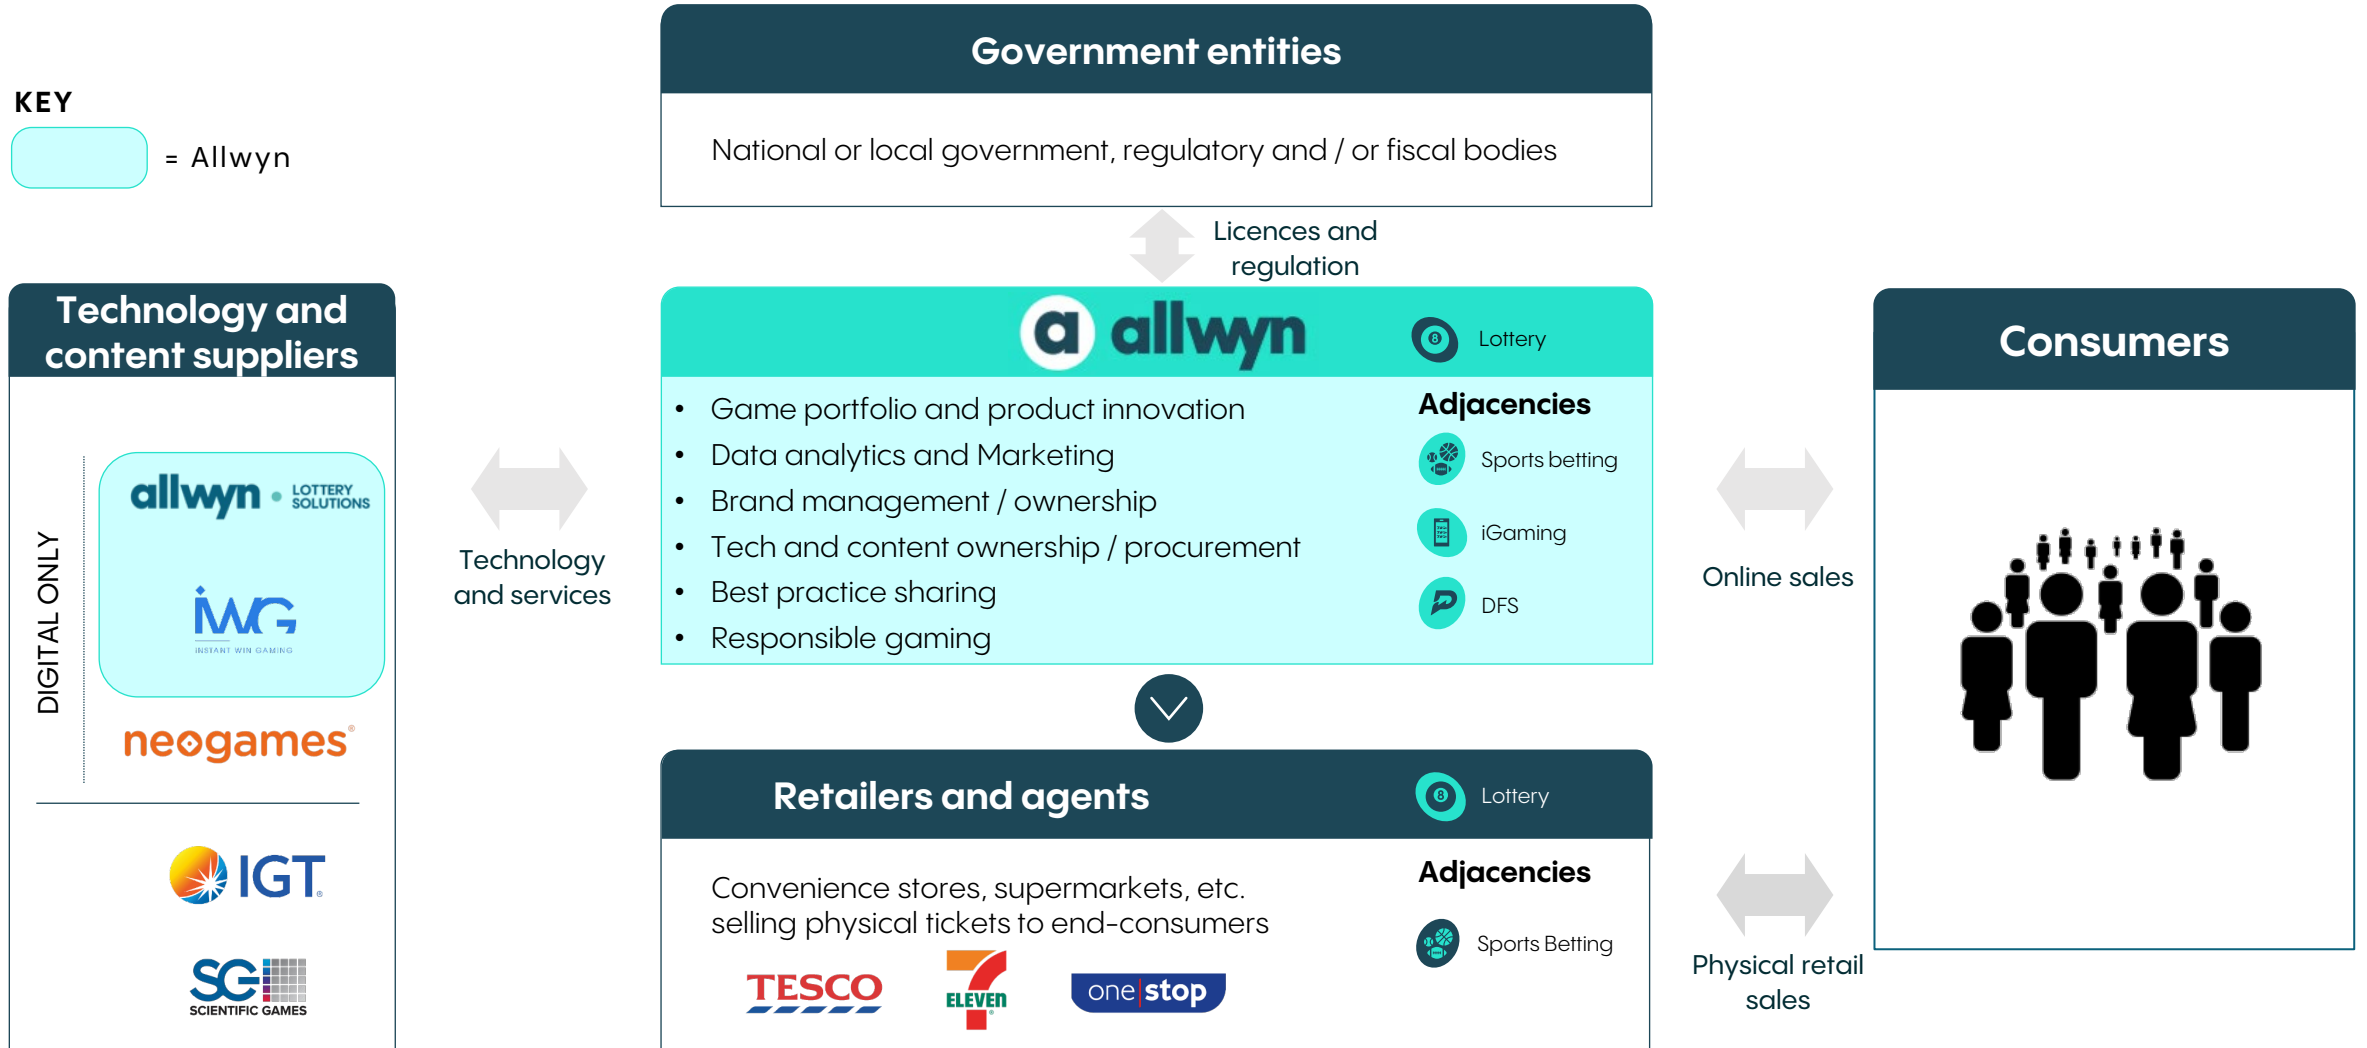 Government entities
National or local government, regulatory and / or fiscal bodies
KEY
= Allwyn
Licences and
regulation
Technology and
content suppliers
DIGITAL ONLY
allwyn • LOTTERY
SOLUTIONS
iWG
INSTANT WIN GAMING
neogames®
IGT®
SG
SCIENTIFIC GAMES
Technology
and services
a allwyn
Lottery
• Game portfolio and product innovation
• Data analytics and Marketing
• Brand management / ownership
• Tech and content ownership / procurement
• Best practice sharing
• Responsible gaming
Adjacencies
Sports betting
iGaming
DFS
Retailers and agents
Lottery
Convenience stores, supermarkets, etc.
selling physical tickets to end-consumers
TESCO
7
ELEVEn
one|stop
Adjacencies
Sports Betting
Online sales
Physical retail
sales
Consumers